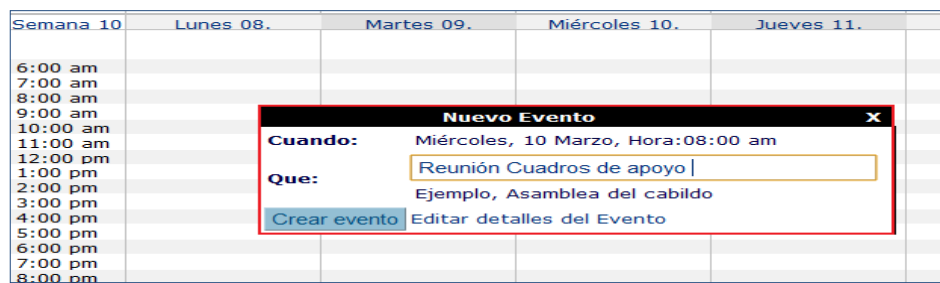 Semana 10 Lunes 08. Martes 09. Miércoles 10. Jueves 11.
6:00 am
7:00 am
8:00 am
9:00 am
10:00 am
11:00 am
12:00 pm
1:00 pm
2:00 pm
3:00 pm
4:00 pm
5:00 pm
6:00 pm
7:00 pm
8:00 pm
Nuevo Evento X
Cuando: Miércoles, 10 Marzo, Hora:08:00 am
Que: Reunión Cuadros de apoyo
Ejemplo, Asamblea del cabildo
Crear evento Editar detalles del Evento